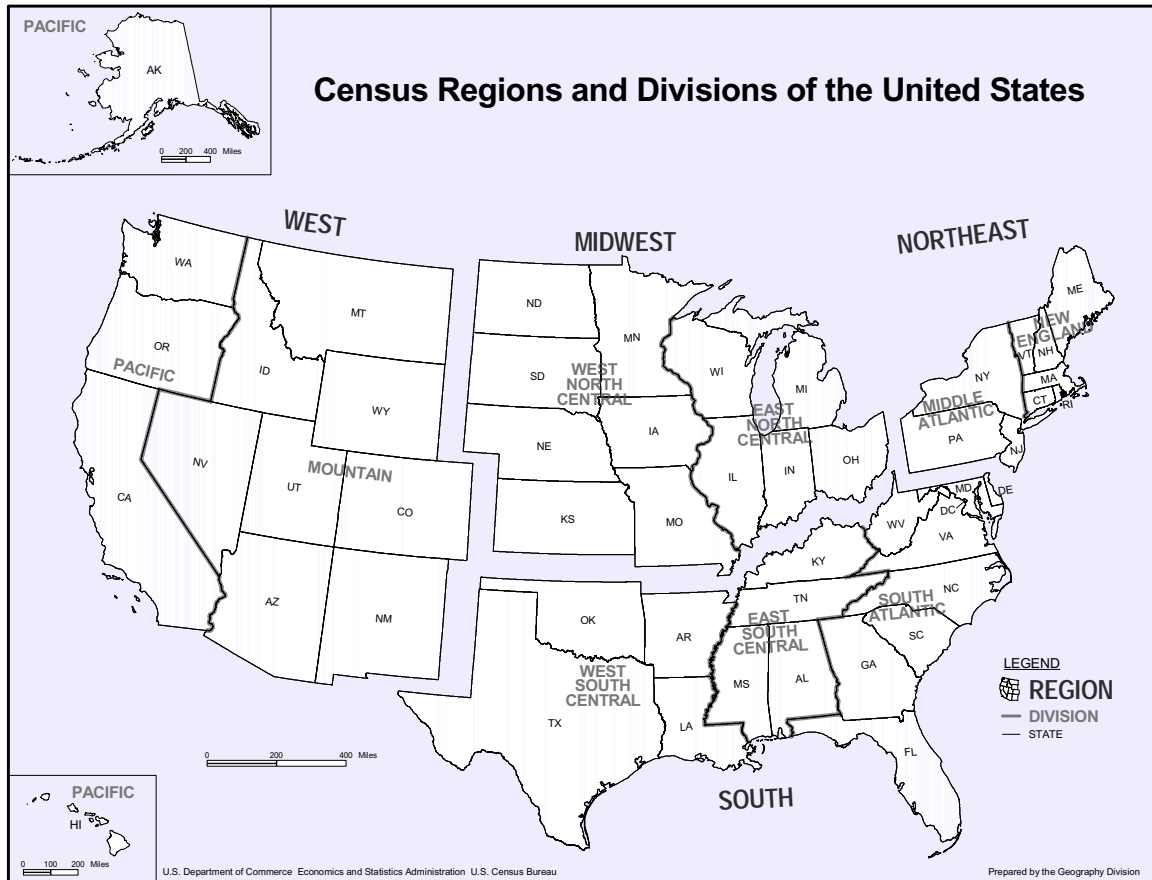 PACIFIC
AK
0 200 400 Miles
Census Regions and Divisions of the United States
WEST
MIDWEST
NORTHEAST
WA
MT
ND
MN
ME
OR
ID
SD
WI
MI
NY
VT
NH
NEW
ENGLAND
MA
CT
RI
PACIFIC
WY
WEST
NORTH
CENTRAL
EAST
NORTH
CENTRAL
MIDDLE
ATLANTIC
PA
NJ
NV
UT
MOUNTAIN
CO
NE
IA
IL
IN
OH
MD
DE
DC
CA
KS
MO
WV
VA
KY
AZ
NM
OK
AR
TN
NC
SOUTH
ATLANTIC
SC
EAST
SOUTH
CENTRAL
MS
AL
GA
WEST
SOUTH
CENTRAL
TX
LA
FL
LEGEND
REGION
DIVISION
STATE
0 200 400
Miles
SOUTH
PACIFIC
HI
0 100 200 Miles
U.S. Department of Commerce Economics and Statistics Administration U.S. Census Bureau
Prepared by the Geography Division